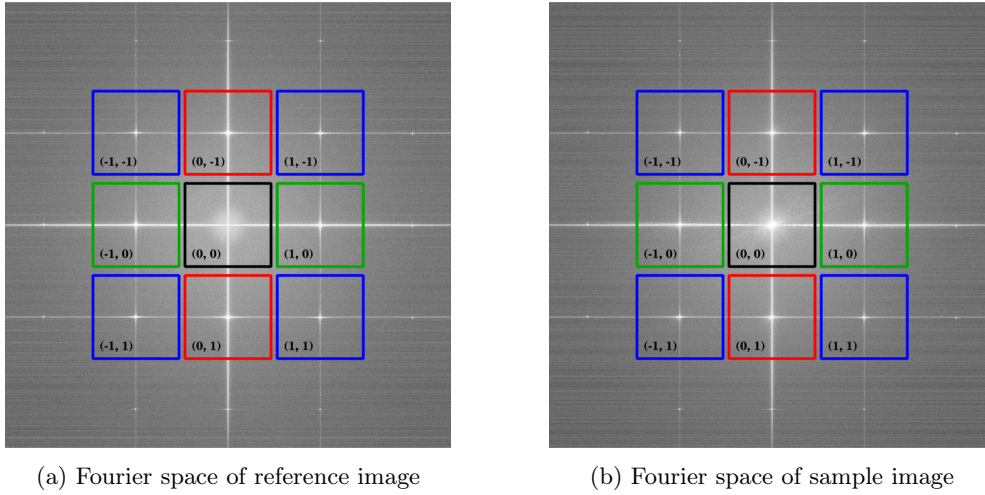 (-1, -1) (0, -1) (1, -1) (-1, -1) (0, -1) (1, -1)
(-1, 0) (0, 0) (1, 0) (-1, 0) (0, 0) (1, 0)
(-1, 1) (0, 1) (1, 1) (-1, 1) (0, 1) (1, 1)
(a) Fourier space of reference image
(b) Fourier space of sample image